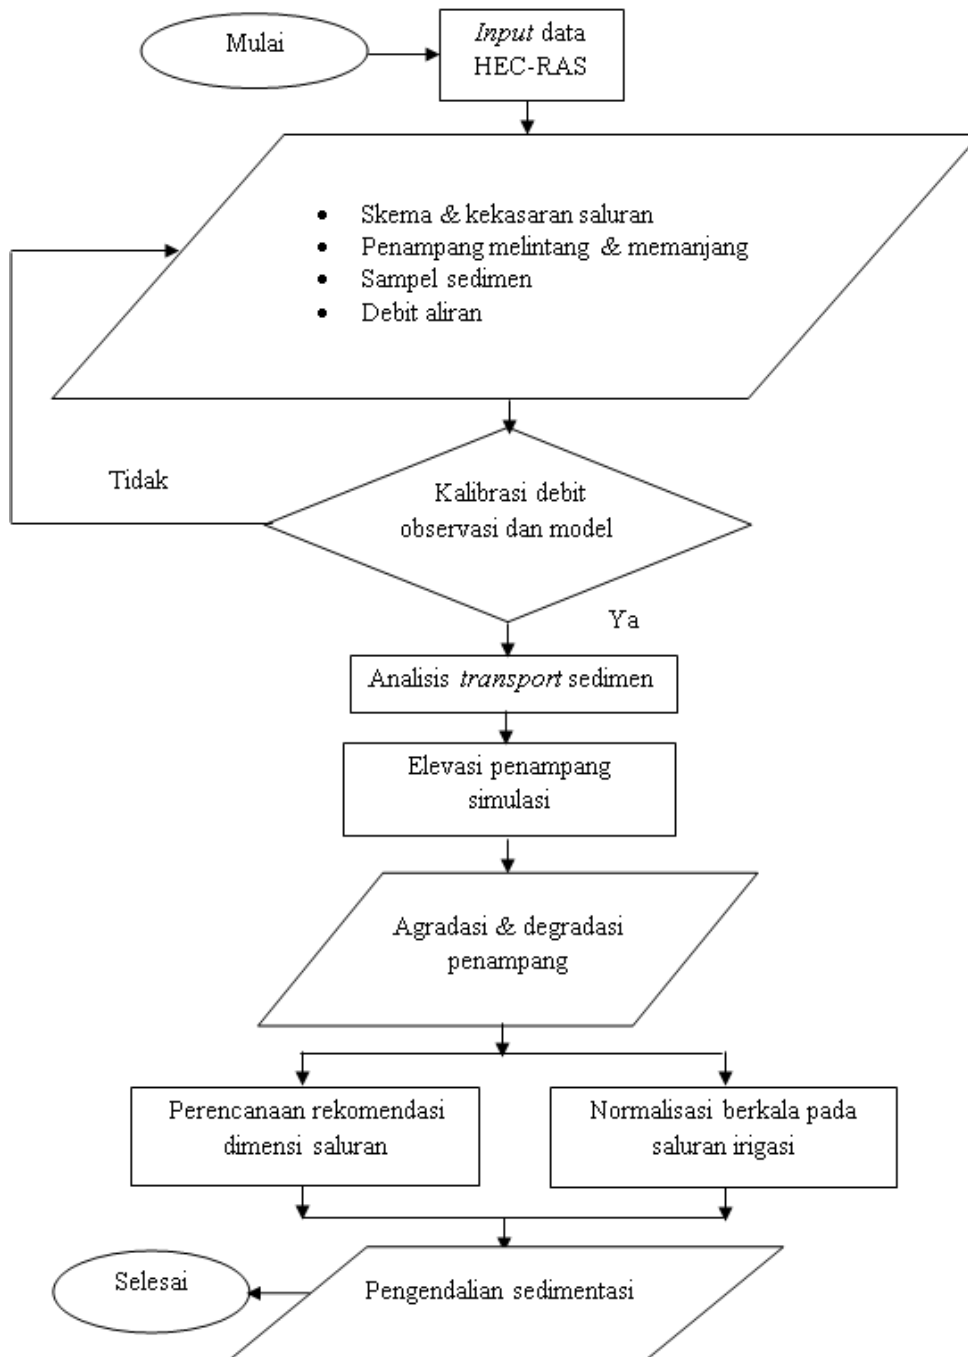 Mulai
Input data
HEC-RAS
• Skema & kekasaran saluran
• Penampang melintang & memanjang
• Sampel sedimen
• Debit aliran
Tidak
Kalibrasi debit
observasi dan model
Ya
Analisis transport sedimen
Elevasi penampang
simulasi
Agradasi & degradasi
penampang
Perencanaan rekomendasi
dimensi saluran
Normalisasi berkala pada
saluran irigasi
Selesai
Pengendalian sedimentasi